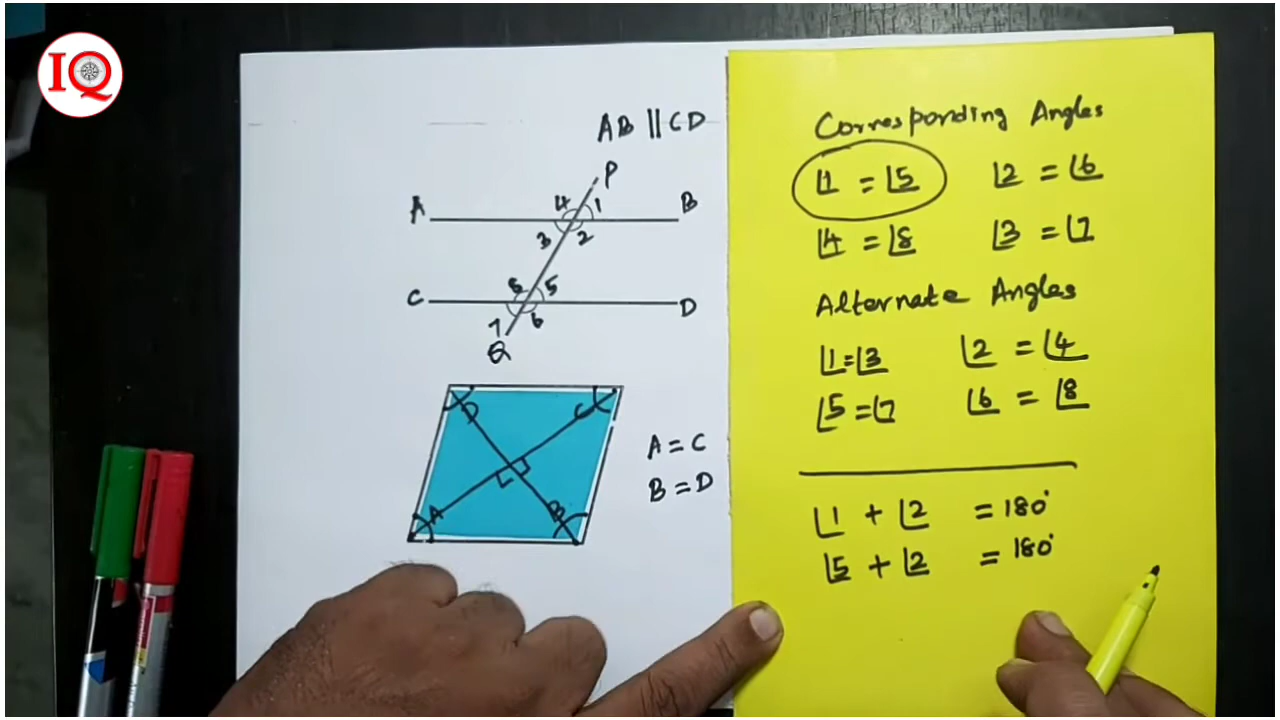 IQ
AB || CD
P
A 4 1 B
3 2
C 8 5 D
7 6
Q
D C
A B
A = C
B = D
Corresponding Angles
∠1 = ∠5 ∠2 = ∠6
∠4 = ∠8 ∠3 = ∠7
Alternate Angles
∠1 = ∠3 ∠2 = ∠4
∠5 = ∠7 ∠6 = ∠8
∠1 + ∠2 = 180°
∠5 + ∠2 = 180°